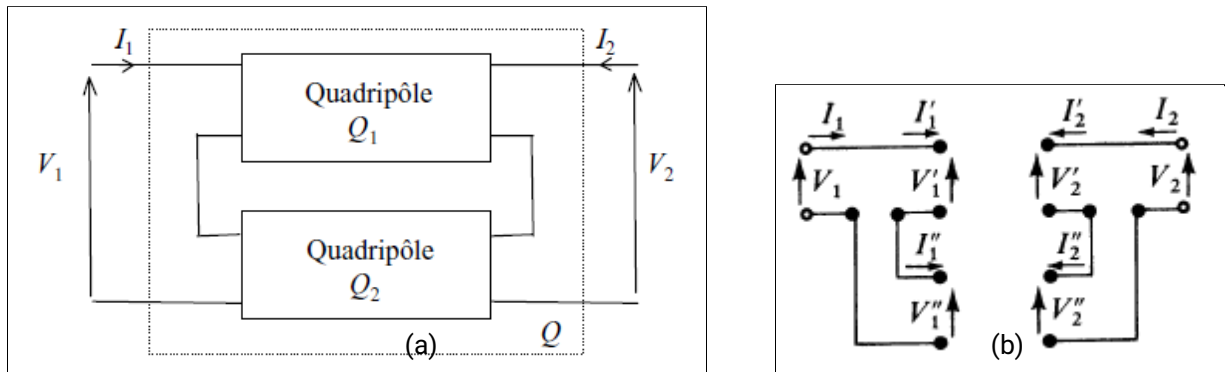 I₁
I₂
Quadripôle
Q₁
V₁
V₂
Quadripôle
Q₂
Q
(a)
I₁ I′₁ I′₂ I₂
V₁ V′₁ V′₂ V₂
I″₁ I″₂
V″₁ V″₂
(b)